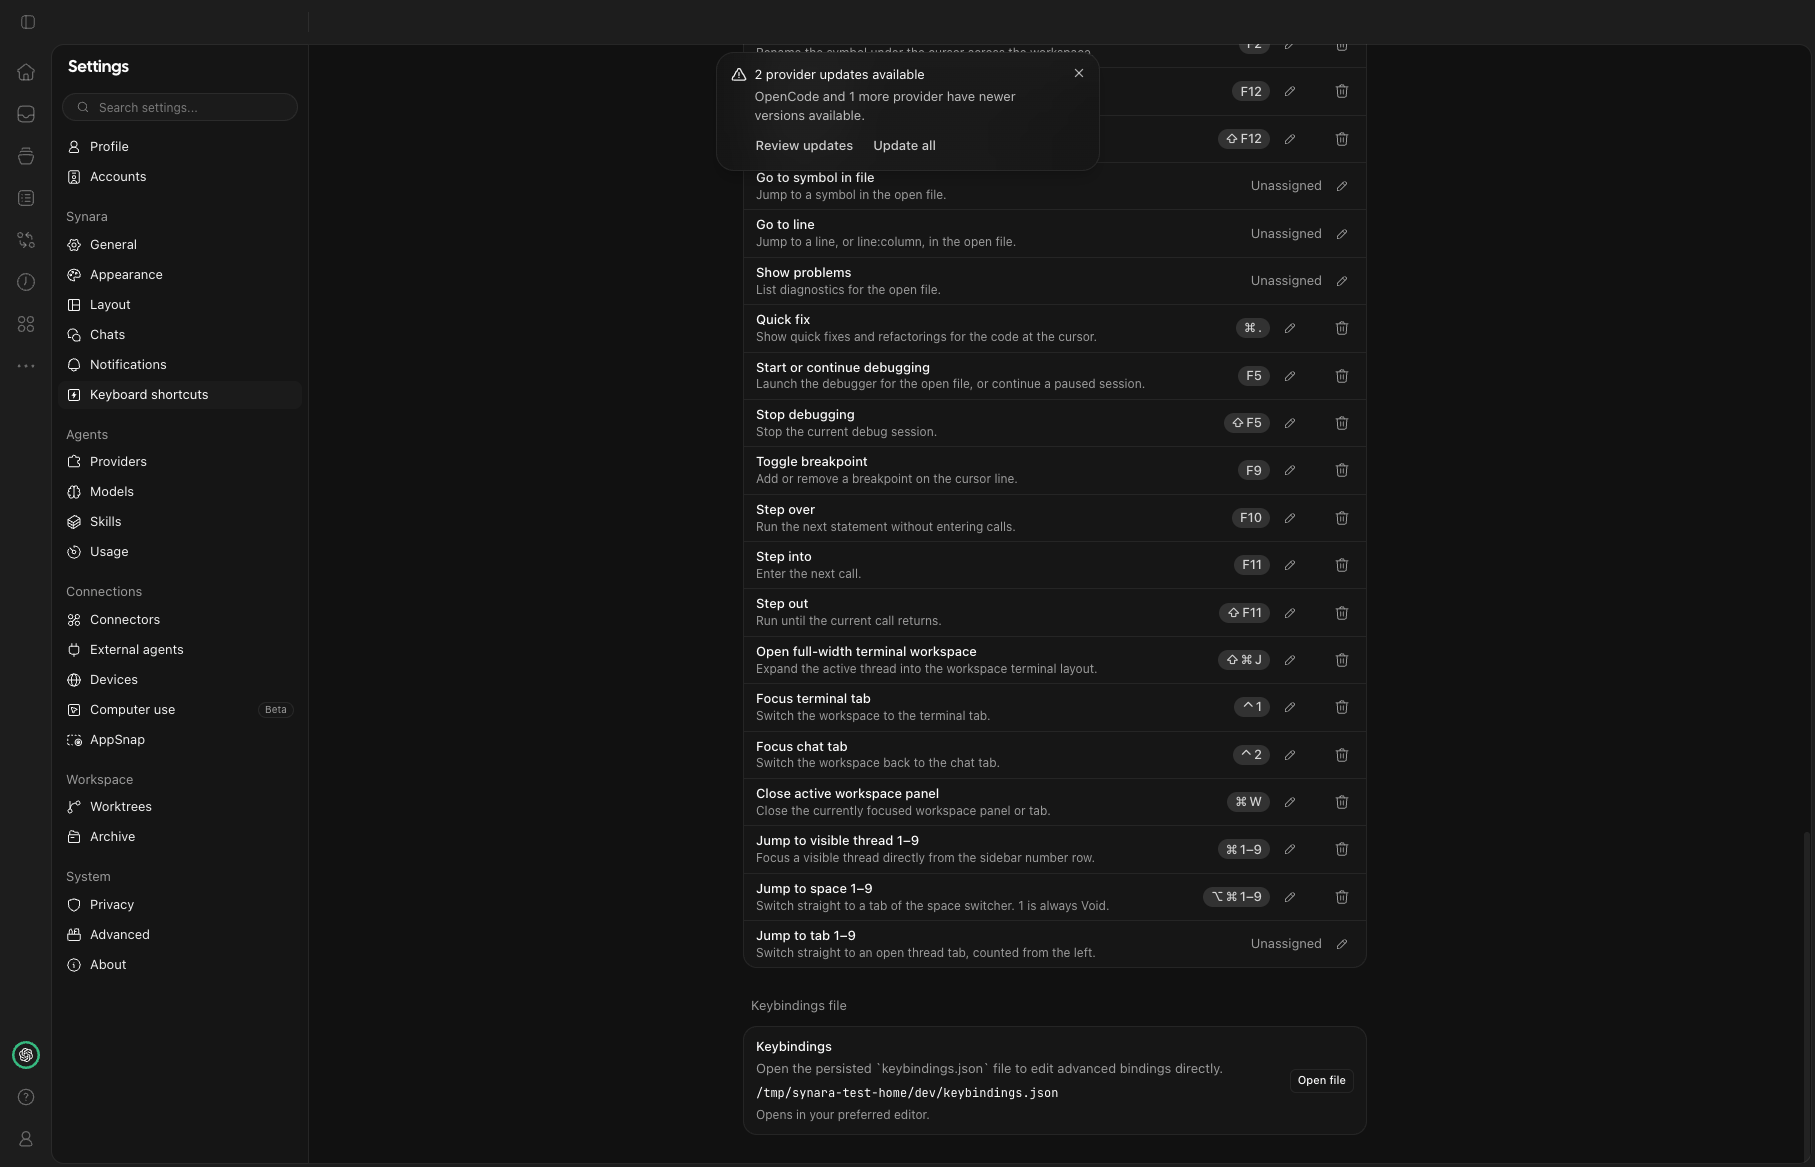 Settings
Search settings...
Profile
Accounts
Synara
General
Appearance
Layout
Chats
Notifications
Keyboard shortcuts
Agents
Providers
Models
Skills
Usage
Connections
Connectors
External agents
Devices
Computer use Beta
AppSnap
Workspace
Worktrees
Archive
System
Privacy
Advanced
About
Rename the symbol under the cursor across the workspace.
F2
2 provider updates available
OpenCode and 1 more provider have newer
versions available.
Review updates Update all
F12
⇧ F12
Go to symbol in file
Jump to a symbol in the open file.
Unassigned
Go to line
Jump to a line, or line:column, in the open file.
Unassigned
Show problems
List diagnostics for the open file.
Unassigned
Quick fix
Show quick fixes and refactorings for the code at the cursor.
⌘ .
Start or continue debugging
Launch the debugger for the open file, or continue a paused session.
F5
Stop debugging
Stop the current debug session.
⇧ F5
Toggle breakpoint
Add or remove a breakpoint on the cursor line.
F9
Step over
Run the next statement without entering calls.
F10
Step into
Enter the next call.
F11
Step out
Run until the current call returns.
⇧ F11
Open full-width terminal workspace
Expand the active thread into the workspace terminal layout.
⇧ ⌘ J
Focus terminal tab
Switch the workspace to the terminal tab.
⌃ 1
Focus chat tab
Switch the workspace back to the chat tab.
⌃ 2
Close active workspace panel
Close the currently focused workspace panel or tab.
⌘ W
Jump to visible thread 1–9
Focus a visible thread directly from the sidebar number row.
⌘ 1–9
Jump to space 1–9
Switch straight to a tab of the space switcher. 1 is always Void.
⌥ ⌘ 1–9
Jump to tab 1–9
Switch straight to an open thread tab, counted from the left.
Unassigned
Keybindings file
Keybindings
Open the persisted `keybindings.json` file to edit advanced bindings directly.
/tmp/synara-test-home/dev/keybindings.json
Opens in your preferred editor.
Open file